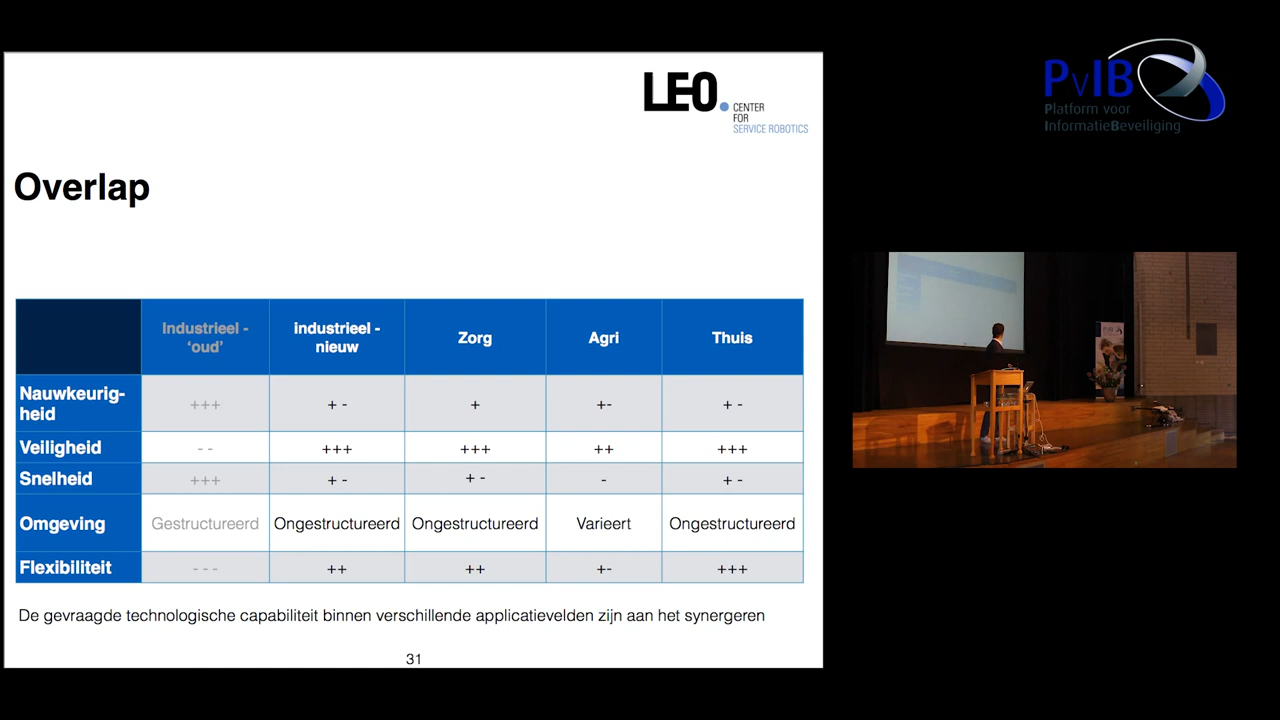 LEO
CENTER
FOR
SERVICE ROBOTICS
PvIB
Platform voor
InformatieBeveiliging
Overlap
Industrieel - industrieel - Zorg Agri Thuis
‘oud’ nieuw
Nauwkeurig- +++ + - + +- + -
heid
Veiligheid - - +++ +++ ++ +++
Snelheid +++ + - + - - + -
Omgeving Gestructureerd Ongestructureerd Ongestructureerd Varieert Ongestructureerd
Flexibiliteit - - - ++ ++ +- +++
De gevraagde technologische capabiliteit binnen verschillende applicatievelden zijn aan het synergeren
31